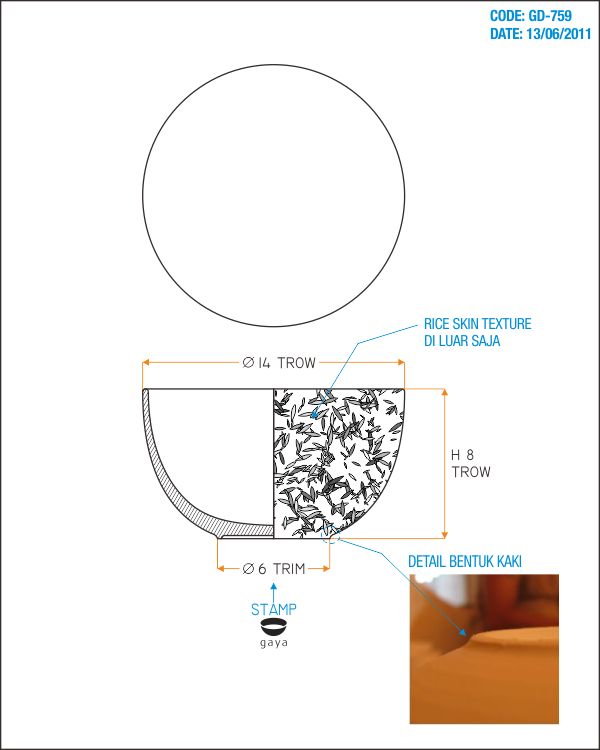 CODE: GD-759
DATE: 13/06/2011
RICE SKIN TEXTURE
DI LUAR SAJA
Ø 14 TROW
H 8
TROW
Ø 6 TRIM
DETAIL BENTUK KAKI
STAMP
gaya